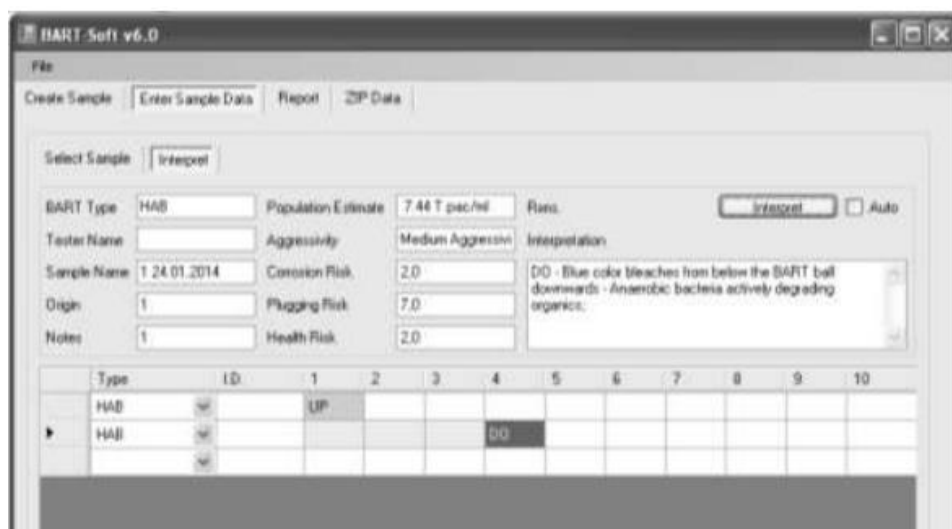 BART-Soft v6.0
File
Create Sample Enter Sample Data Report ZIP Data
Select Sample Interpret
BART Type HAB Population Estimate 7.44 T pac/ml Rxns. Interpret Auto
Tester Name Aggressivity Medium Aggressivi Interpretation
Sample Name 1 24.01.2014 Corrosion Risk. 2.0 DO - Blue color bleaches from below the BART ball
downwards - Anaerobic bacteria actively degrading
organics;
Origin 1 Plugging Risk 7.0
Notes 1 Health Risk. 2.0
Type I.D. 1 2 3 4 5 6 7 8 9 10
HAB UP
HAB DO